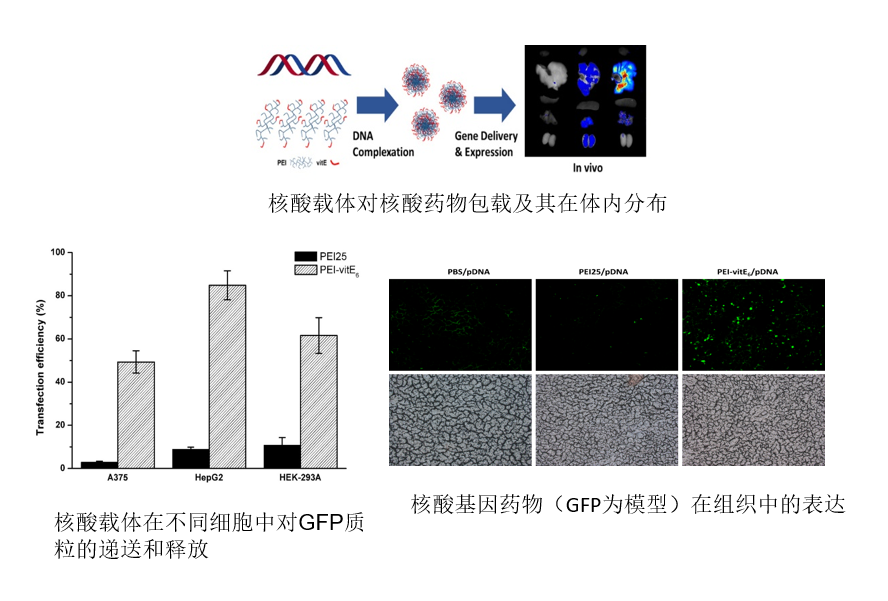 DNA
Complexation
Gene Delivery
& Expression
PEI
vitE
In vivo
核酸载体对核酸药物包载及其在体内分布
100
80
60
40
20
0
Transfection efficiency (%)
PEI25
PEI-vitE6
A375
HepG2
HEK-293A
核酸载体在不同细胞中对GFP质
粒的递送和释放
PBS/pDNA
PEI25/pDNA
PEI-vitE6/pDNA
核酸基因药物（GFP为模型）在组织中的表达